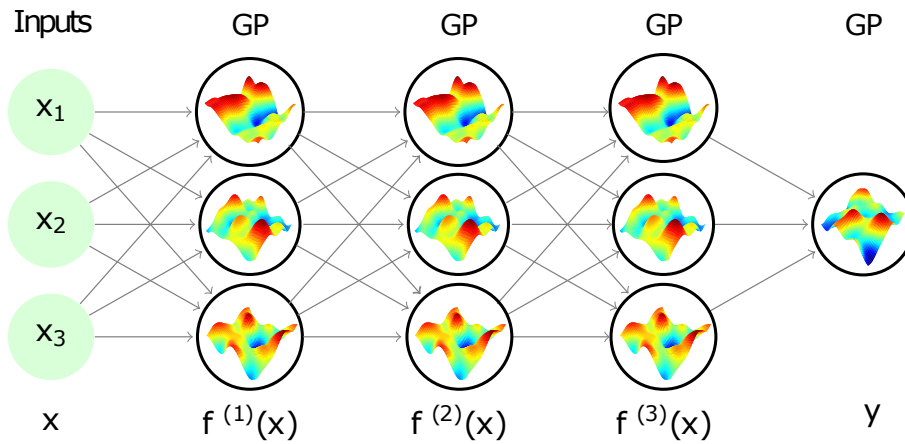 Inputs GP GP GP GP
x1
x2
x3
x f (1)(x) f (2)(x) f (3)(x) y